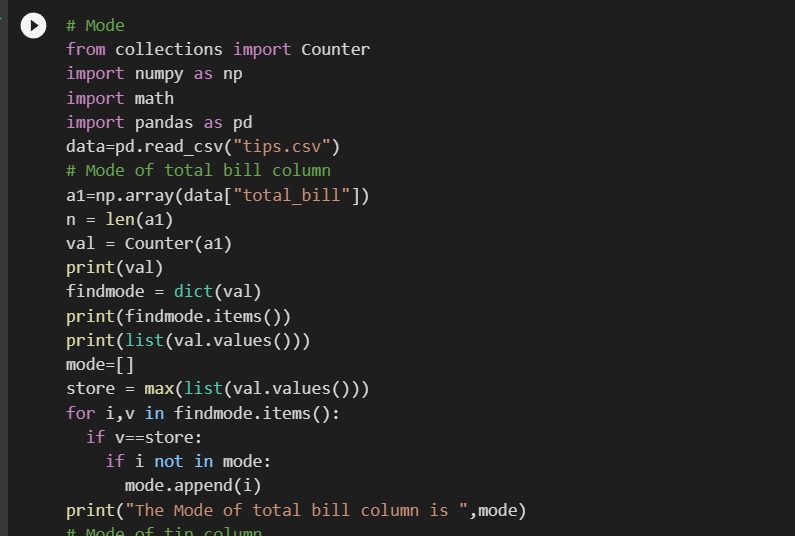 # Mode
from collections import Counter
import numpy as np
import math
import pandas as pd
data=pd.read_csv("tips.csv")
# Mode of total bill column
a1=np.array(data["total_bill"])
n = len(a1)
val = Counter(a1)
print(val)
findmode = dict(val)
print(findmode.items())
print(list(val.values()))
mode=[]
store = max(list(val.values()))
for i,v in findmode.items():
  if v==store:
    if i not in mode:
      mode.append(i)
print("The Mode of total bill column is ",mode)
# Mode of tip column